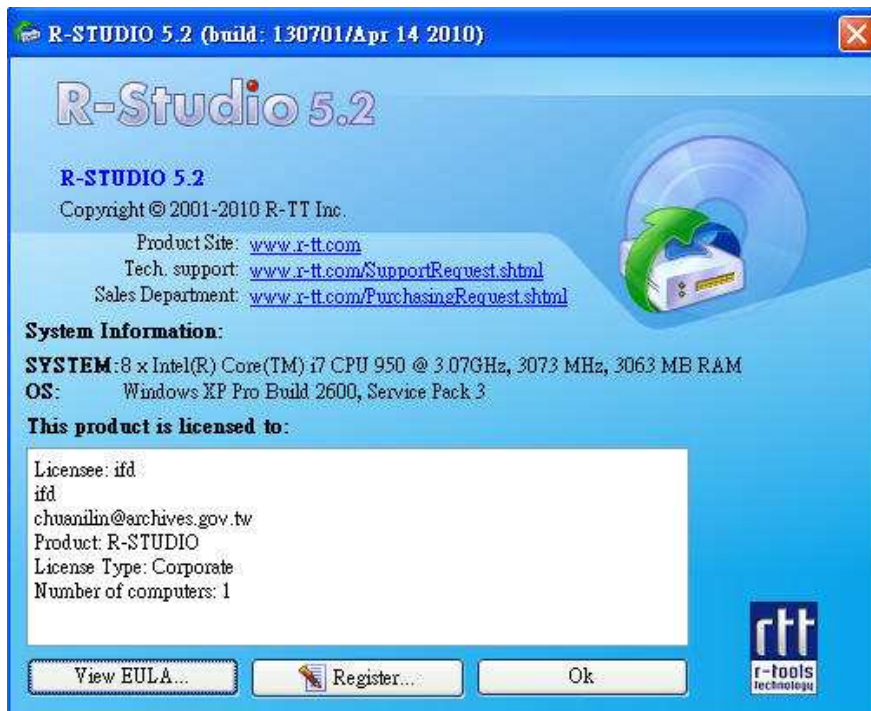 R-STUDIO 5.2 (build: 130701/Apr 14 2010)
R-Studio 5.2
R-STUDIO 5.2
Copyright © 2001-2010 R-TT Inc.
Product Site: www.r-tt.com
Tech. support: www.r-tt.com/SupportRequest.shtml
Sales Department: www.r-tt.com/PurchasingRequest.shtml
System Information:
SYSTEM:8 x Intel(R) Core(TM) i7 CPU 950 @ 3.07GHz, 3073 MHz, 3063 MB RAM
OS: Windows XP Pro Build 2600, Service Pack 3
This product is licensed to:
Licensee: ifd
ifd
chuanilin@archives.gov.tw
Product: R-STUDIO
License Type: Corporate
Number of computers: 1
View EULA...
Register...
Ok
rtt
r-tools
technology